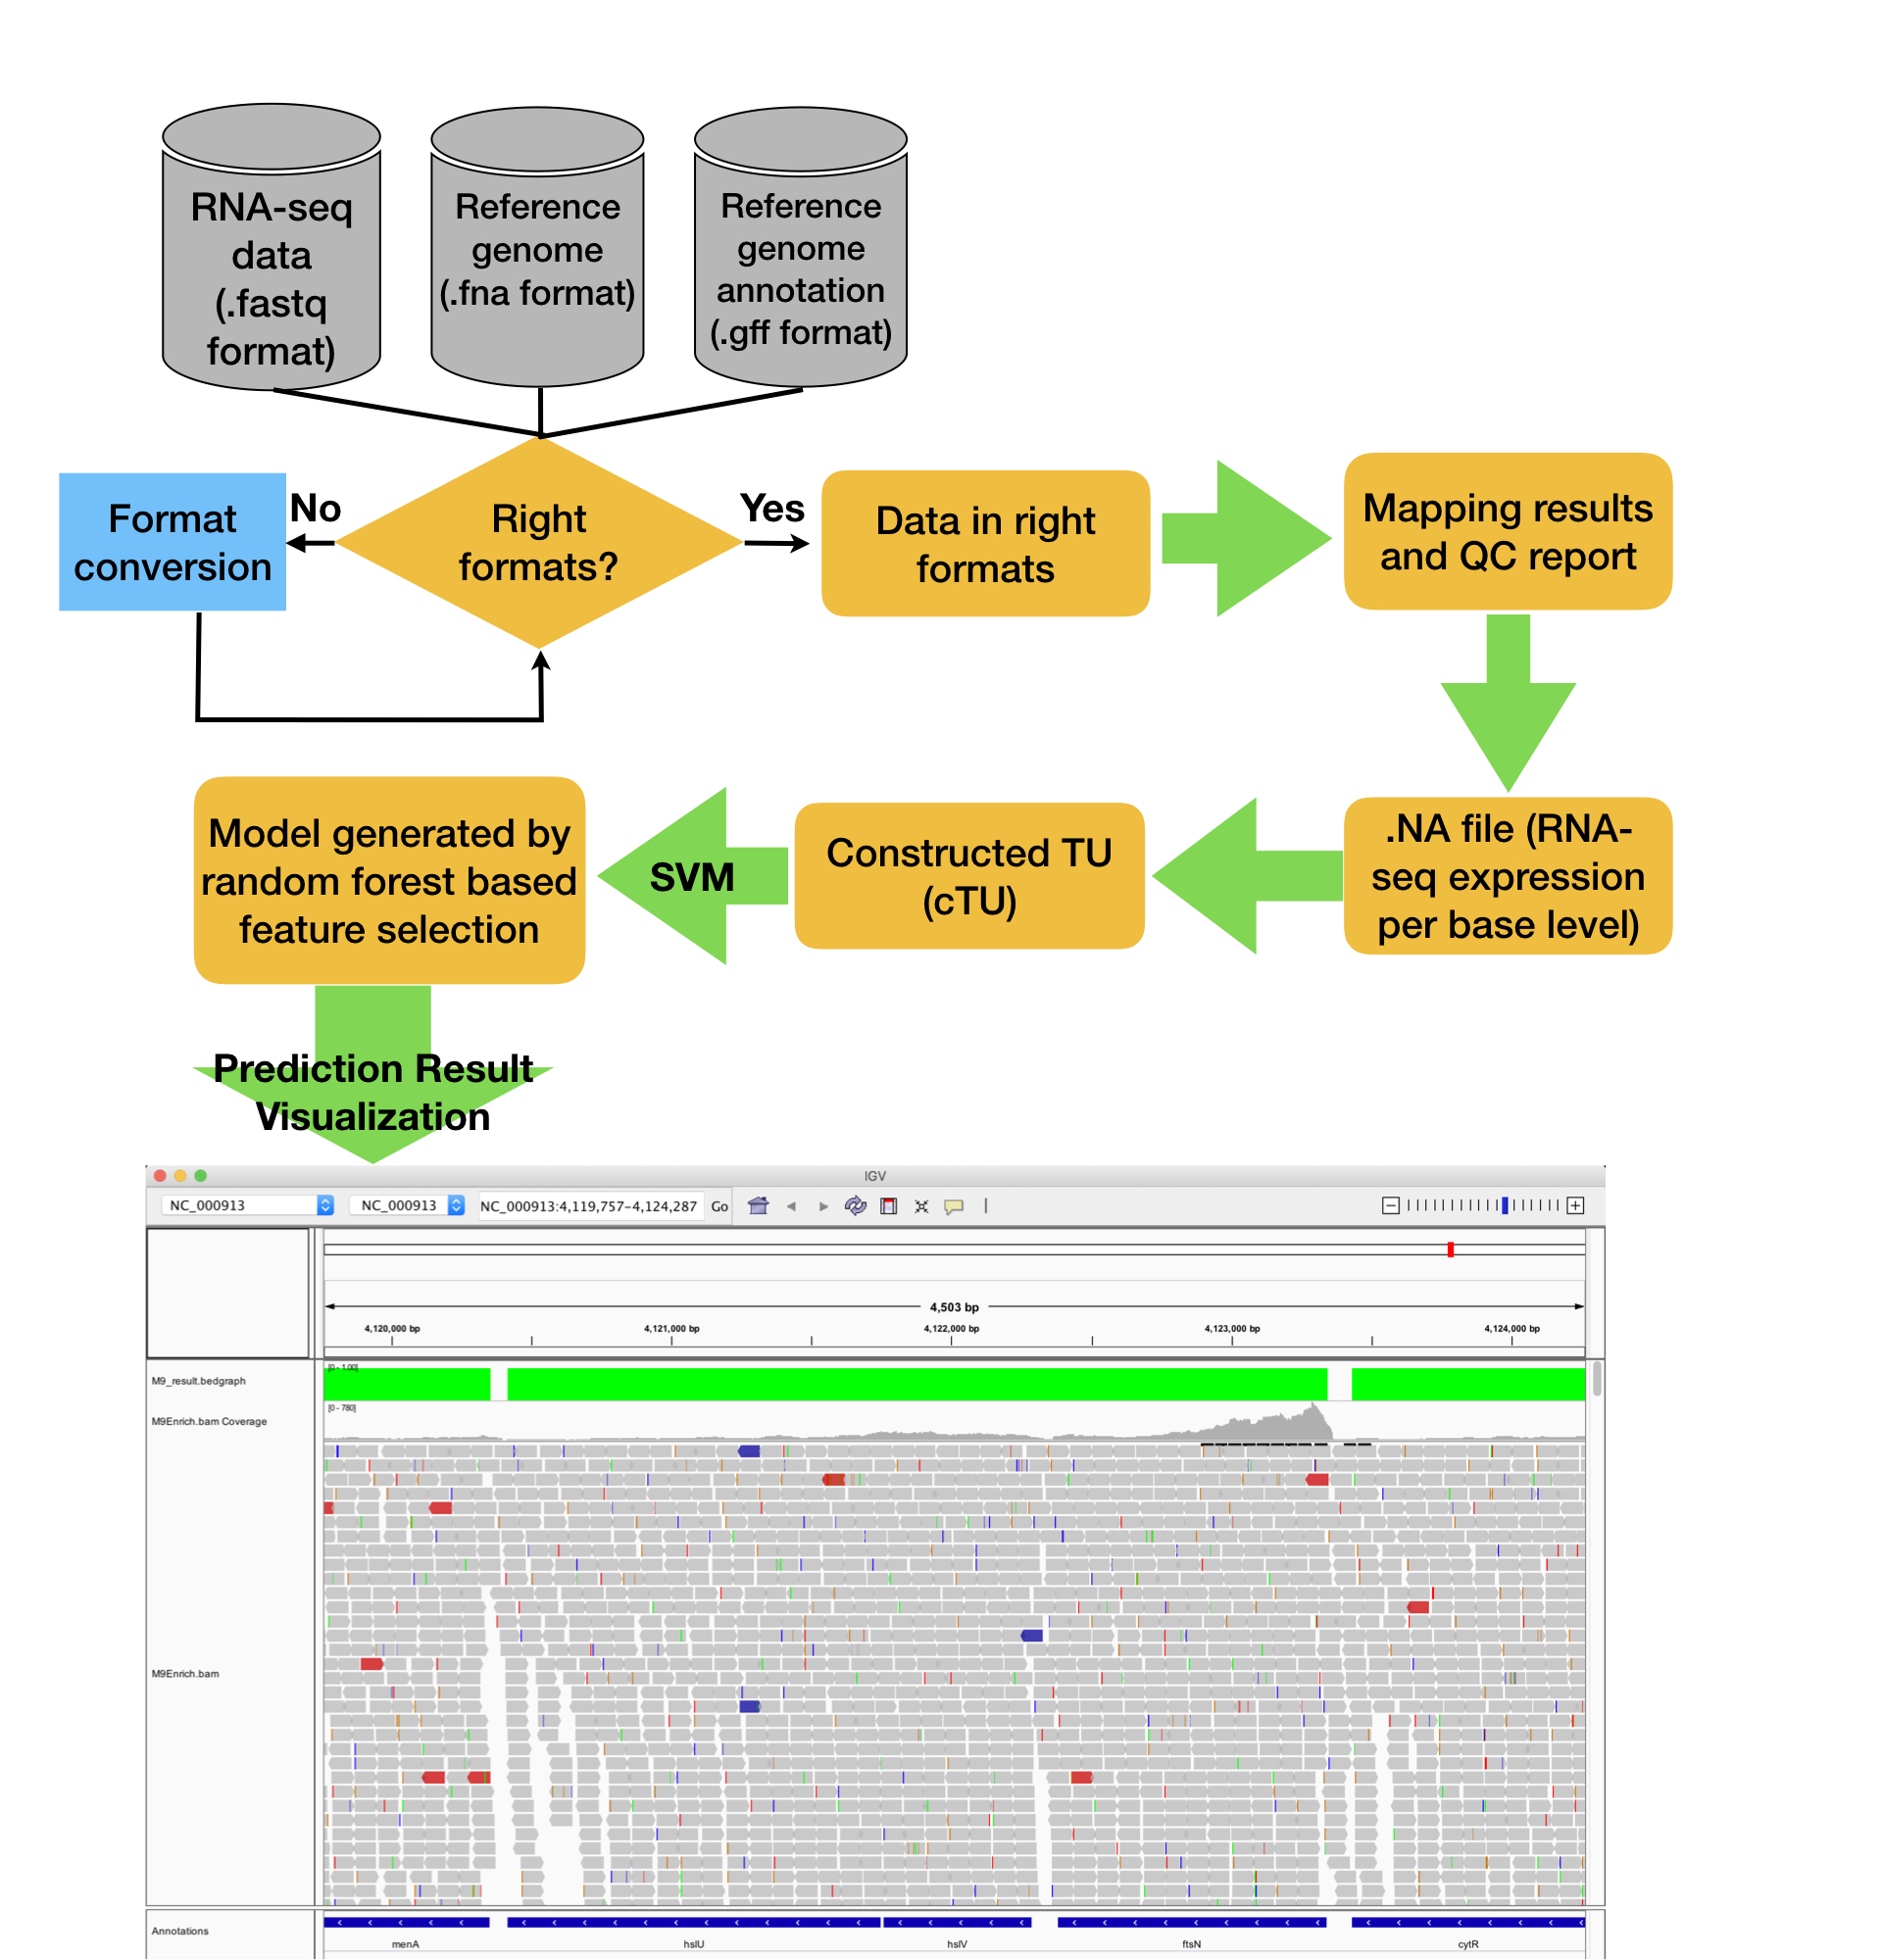 RNA-seq
data
(.fastq
format)
Reference
genome
(.fna format)
Reference
genome
annotation
(.gff format)
Format
conversion
No
Right
formats?
Yes
Data in right
formats
Mapping results
and QC report
.NA file (RNA-
seq expression
per base level)
Constructed TU
(cTU)
SVM
Model generated by
random forest based
feature selection
Prediction Result
Visualization
IGV
NC_000913
NC_000913
NC_000913:4,119,757-4,124,287
Go
4,503 bp
4,120,000 bp
4,121,000 bp
4,122,000 bp
4,123,000 bp
4,124,000 bp
M9_result.bedgraph
[0 - 1.00]
M9Enrich.bam Coverage
[0 - 780]
M9Enrich.bam
Annotations
menA
hslU
hslV
ftsN
cytR